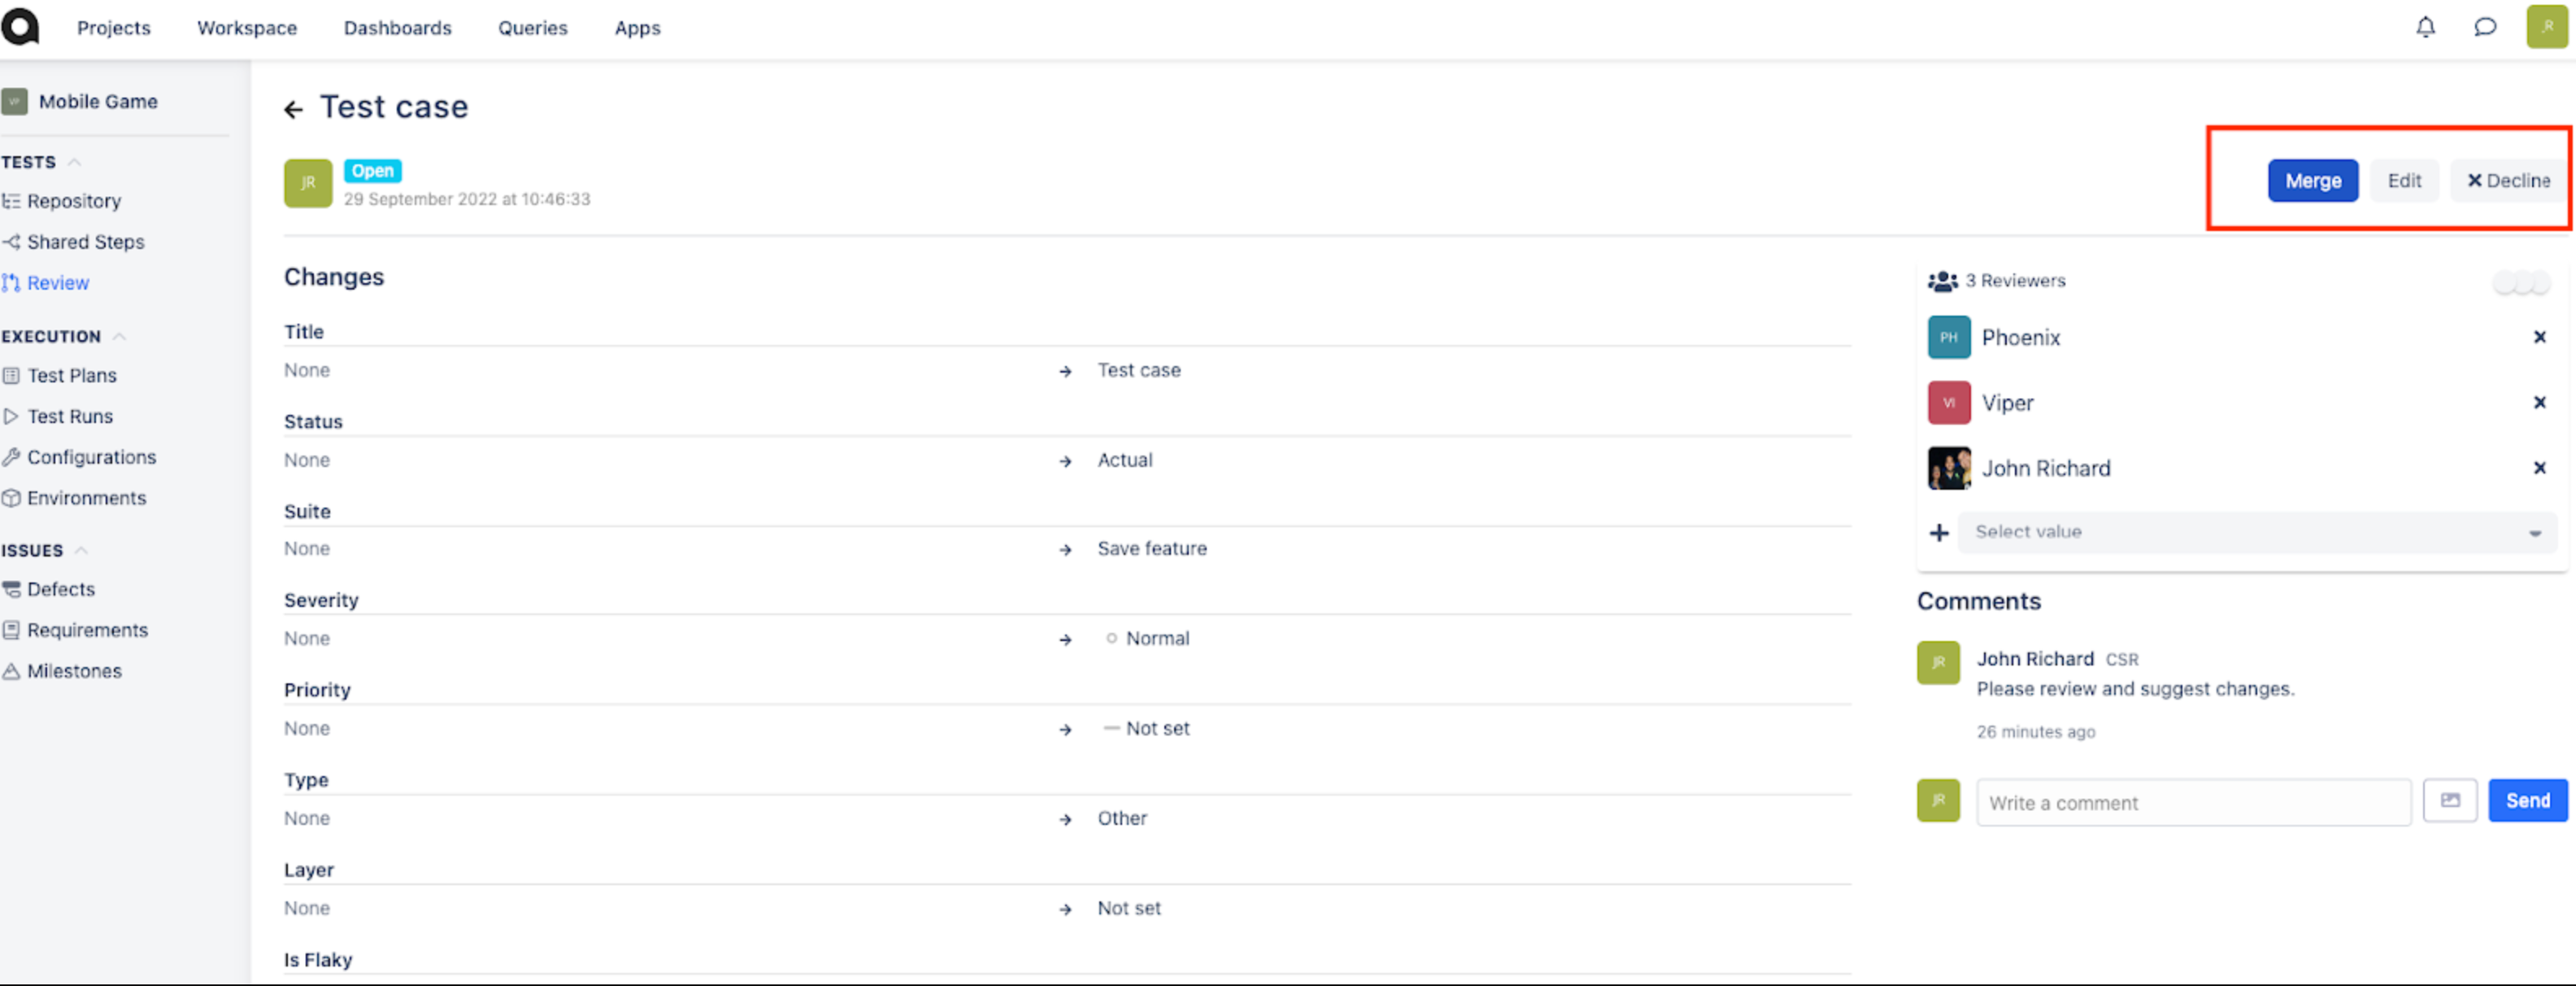 Projects Workspace Dashboards Queries Apps
JR
VP Mobile Game
TESTS
Repository
Shared Steps
Review
EXECUTION
Test Plans
Test Runs
Configurations
Environments
ISSUES
Defects
Requirements
Milestones
Test case
JR
Open
29 September 2022 at 10:46:33
Merge Edit Decline
Changes
Title
None Test case
Status
None Actual
Suite
None Save feature
Severity
None Normal
Priority
None Not set
Type
None Other
Layer
None Not set
Is Flaky
3 Reviewers
PH Phoenix
VI Viper
John Richard
Select value
Comments
JR John Richard CSR
Please review and suggest changes.
26 minutes ago
JR Write a comment Send